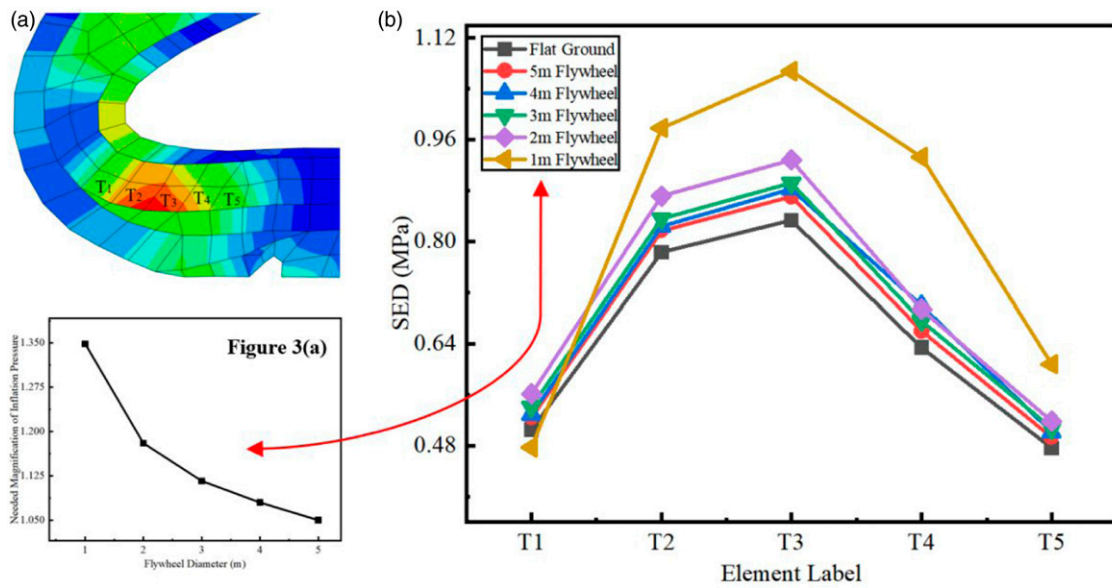 (a)
T1 T2 T3 T4 T5
Figure 3(a)
Needed Magnification of Inflation Pressure
1.350
1.275
1.200
1.125
1.050
1 2 3 4 5
Flywheel Diameter (m)
(b)
Flat Ground
5m Flywheel
4m Flywheel
3m Flywheel
2m Flywheel
1m Flywheel
SED (MPa)
1.12
0.96
0.80
0.64
0.48
T1 T2 T3 T4 T5
Element Label